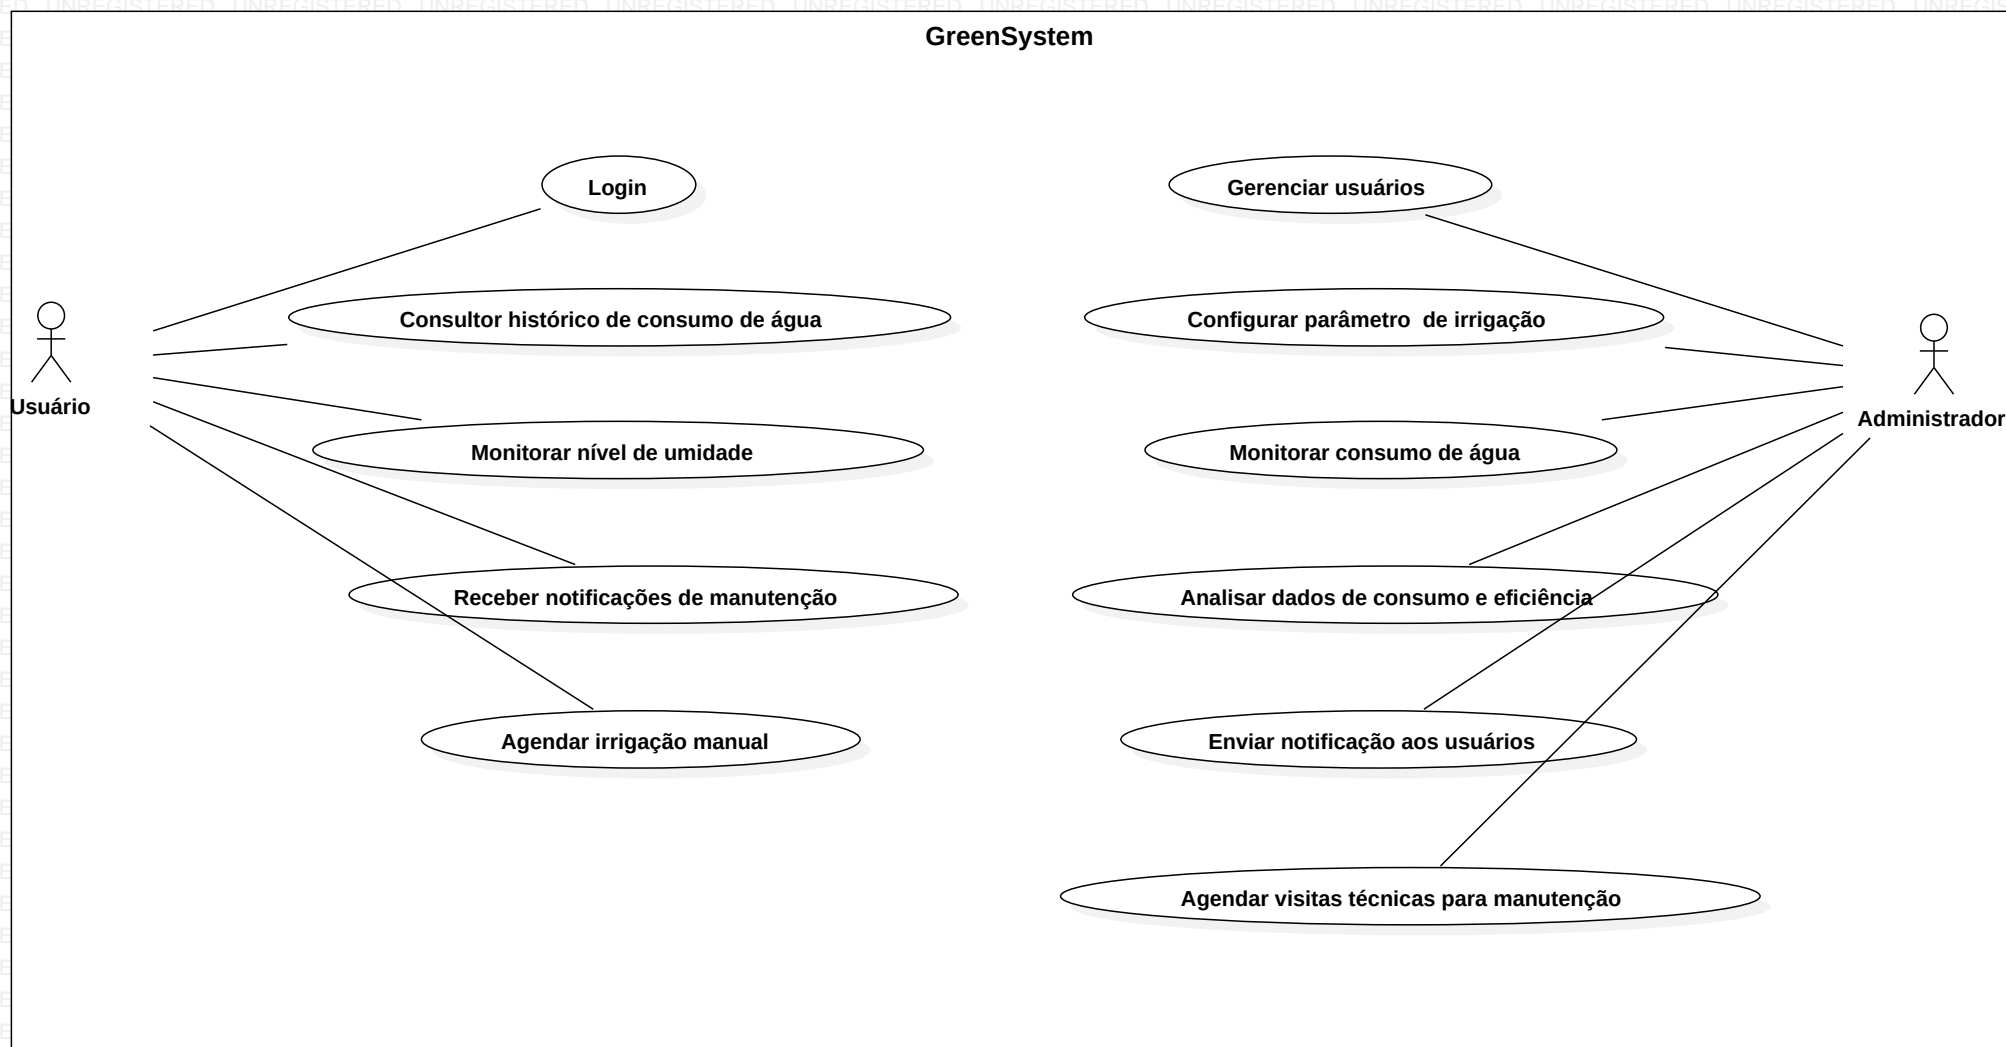 UNREGISTERED UNREGISTERED UNREGISTERED UNREGISTERED UNREGISTERED UNREGISTERED UNREGISTERED UNREGISTERED UNREGISTERED
GreenSystem
Login
Gerenciar usuários
Consultor histórico de consumo de água
Configurar parâmetro  de irrigação
Usuário
Administrador
Monitorar nível de umidade
Monitorar consumo de água
Receber notificações de manutenção
Analisar dados de consumo e eficiência
Agendar irrigação manual
Enviar notificação aos usuários
Agendar visitas técnicas para manutenção